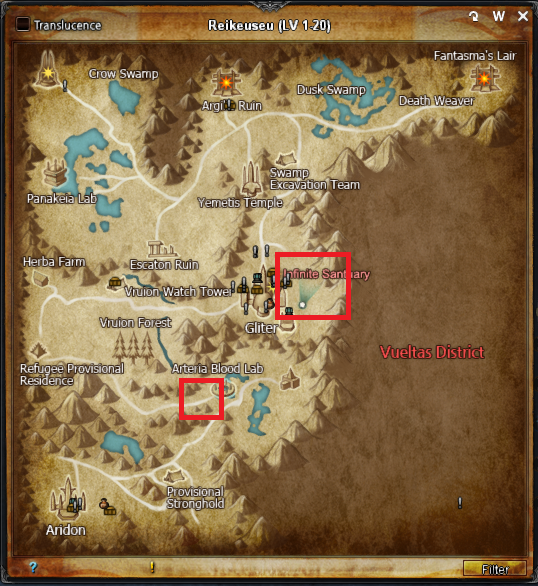 Translucence
Reikeuseu (LV 1-20)
W
Fantasma's Lair
Crow Swamp
Dusk Swamp
Argi Ruin
Death Weaver
Swamp
Excavation Team
Panakeia Lab
Yemetis Temple
Escaton Ruin
Herba Farm
Infinite Santuary
Vruion Watch Tower
Vruion Forest
Gliter
Vueltas District
Refugee Provisional
Residence
Arteria Blood Lab
Provisional
Stronghold
Aridon
?
!
Filter